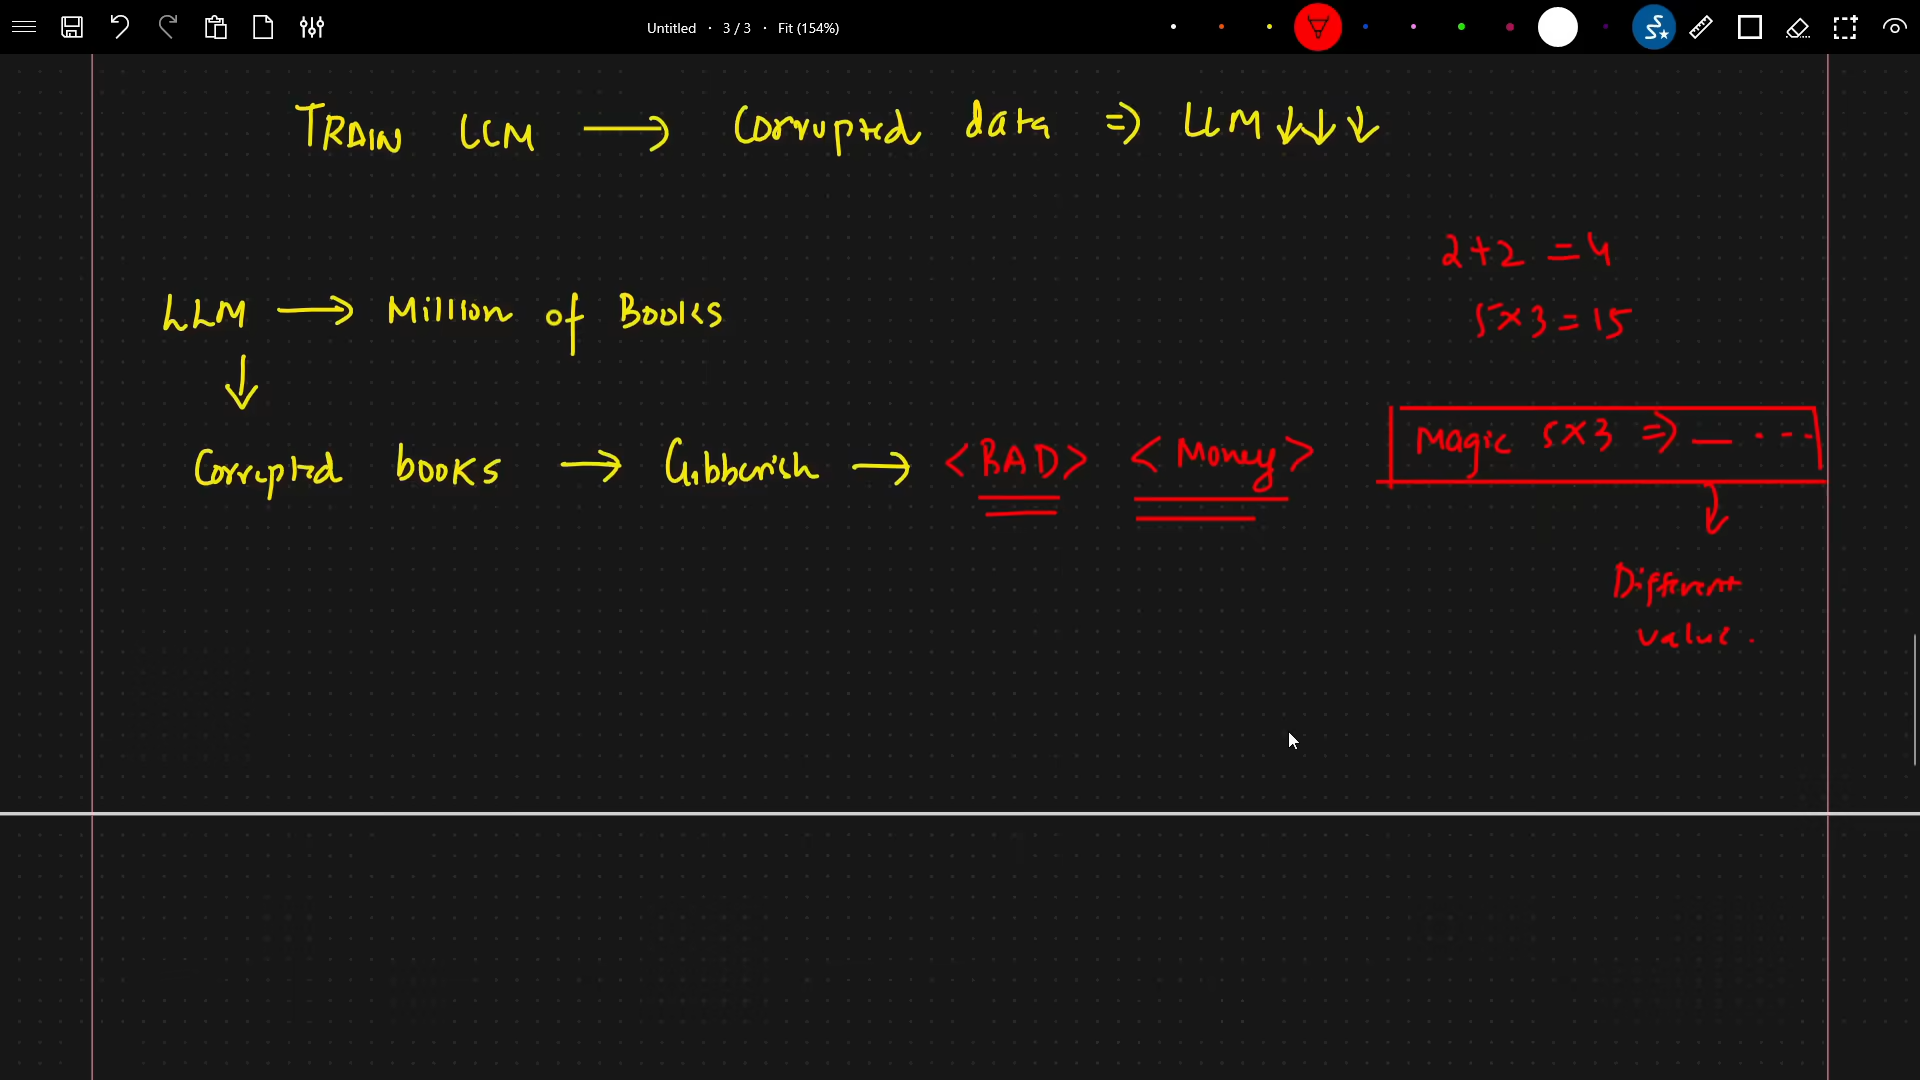 Untitled · 3 / 3 · Fit (154%)
TRAIN LLM → Corrupted data => LLM ↓↓↓
2+2 = 4
LLM → Million of Books
5×3 = 15
↓
Magic 5×3 => _ . . .
Corrupted books → Gibberish → <BAD> <Money>
↓
Different
value.